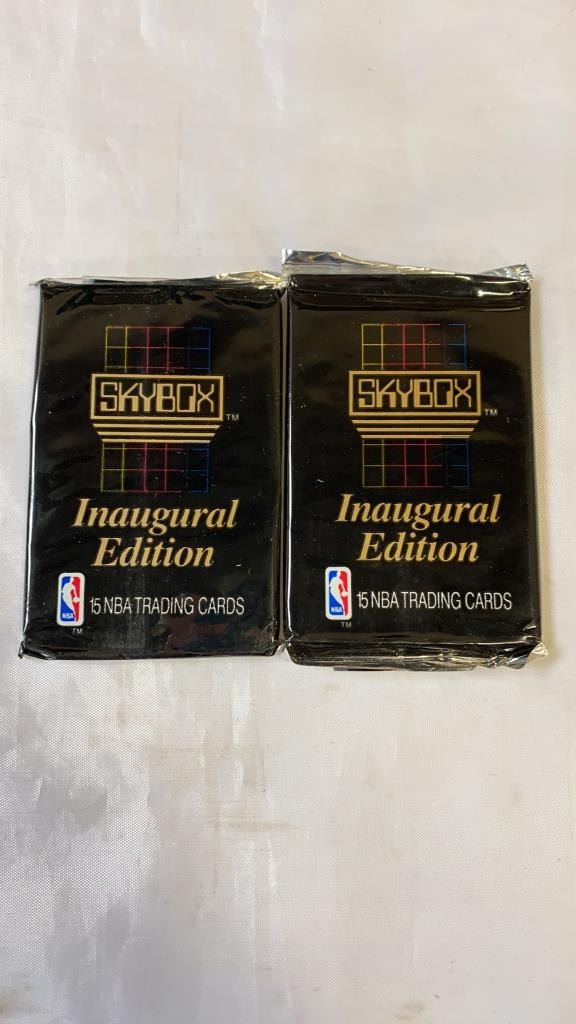 SKYBOX TM
Inaugural
Edition
NBA
TM
15 NBA TRADING CARDS
SKYBOX TM
Inaugural
Edition
NBA
TM
15 NBA TRADING CARDS